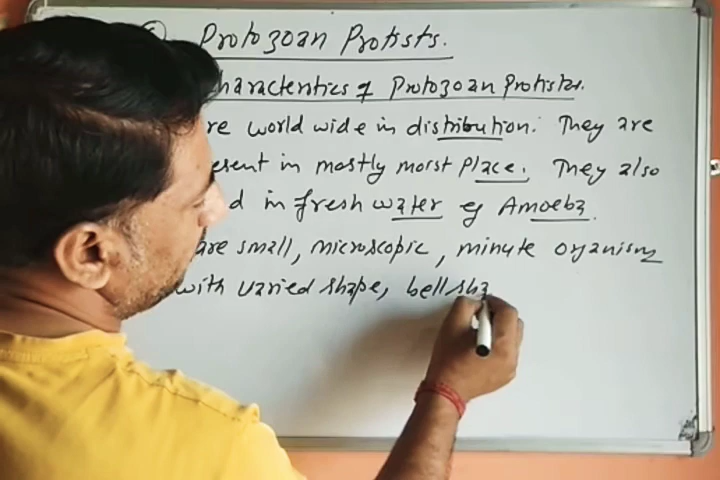 Protozoan Protists.
Characteristics of Protozoan Protistes.
re world wide in distribution. They are
esent in mostly moist Place. They also
d in fresh water eg Amoeba.
are small, microscopic, minute organism
with varied shape, bell sha